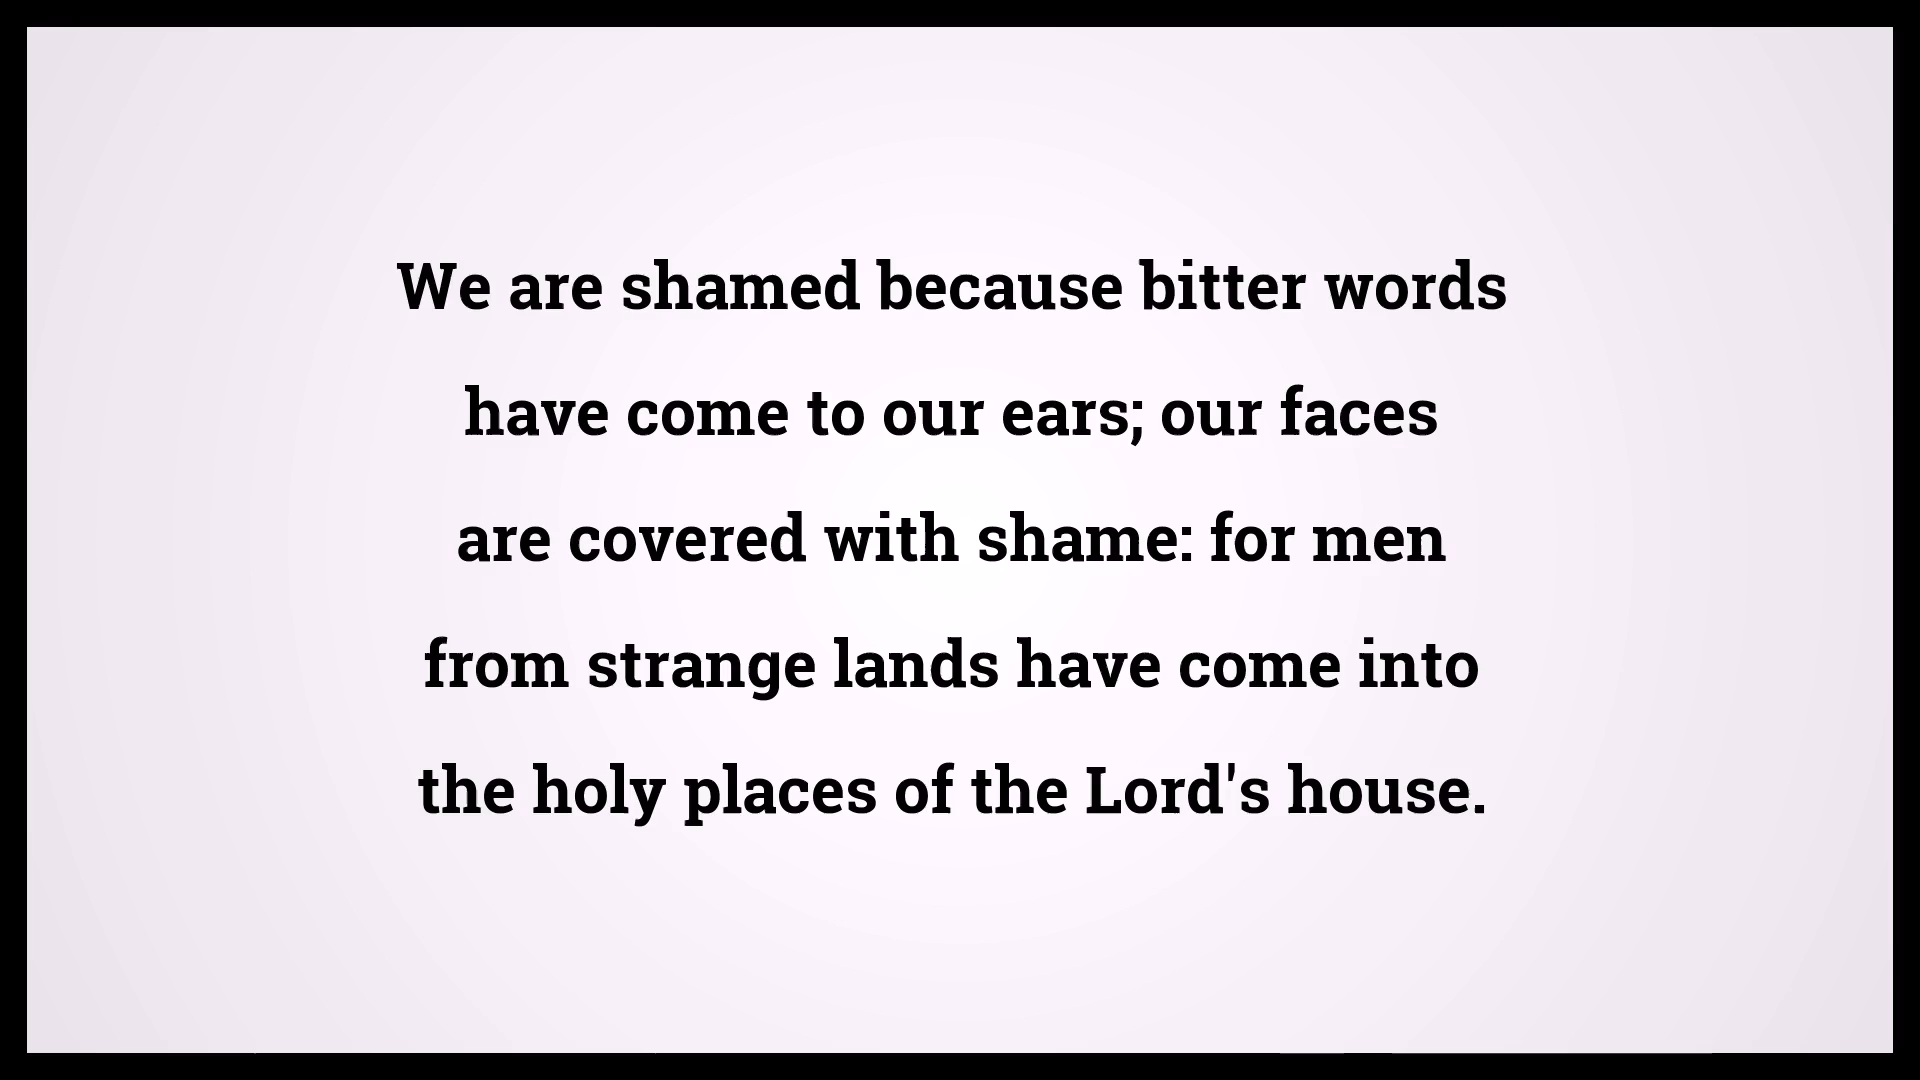 We are shamed because bitter words
have come to our ears; our faces
are covered with shame: for men
from strange lands have come into
the holy places of the Lord's house.